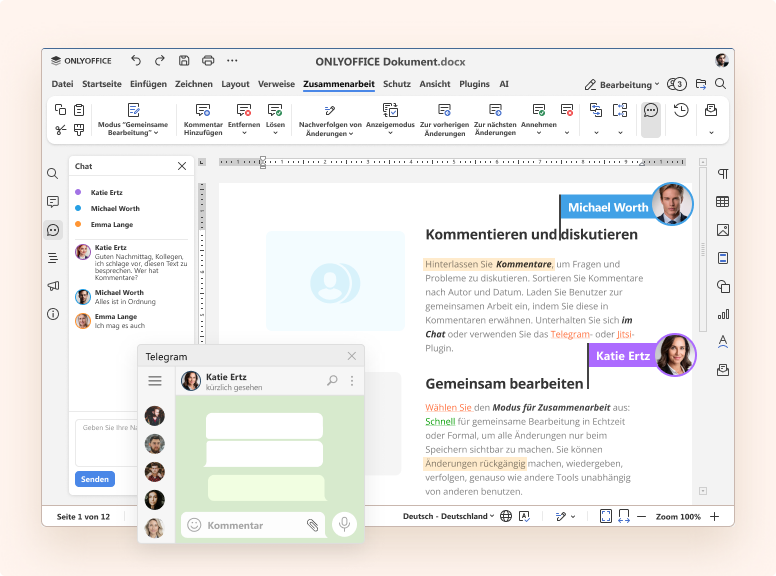 ONLYOFFICE
ONLYOFFICE Dokument.docx
Datei Startseite Einfügen Zeichnen Layout Verweise Zusammenarbeit Schutz Ansicht Plugins AI
Bearbeitung
3
Modus "Gemeinsame
Bearbeitung"
Kommentar
Hinzufügen
Entfernen
Lösen
Nachverfolgen von
Änderungen
Anzeigemodus
Zur vorherigen
Änderungen
Zur nächsten
Änderungen
Annehmen
Chat
Katie Ertz
Michael Worth
Emma Lange
Katie Ertz
Guten Nachmittag, Kollegen,
ich schlage vor, diesen Text zu
besprechen. Wer hat
Kommentare?
Michael Worth
Alles ist in Ordnung
Emma Lange
Ich mag es auch
Geben Sie Ihre Na
Senden
Michael Worth
Kommentieren und diskutieren
Hinterlassen Sie Kommentare, um Fragen und
Probleme zu diskutieren. Sortieren Sie Kommentare
nach Autor und Datum. Laden Sie Benutzer zur
gemeinsamen Arbeit ein, indem Sie diese in
Kommentaren erwähnen. Unterhalten Sie sich im
Chat oder verwenden Sie das Telegram- oder Jitsi-
Plugin.
Katie Ertz
Gemeinsam bearbeiten
Wählen Sie den Modus für Zusammenarbeit aus:
Schnell für gemeinsame Bearbeitung in Echtzeit
oder Formal, um alle Änderungen nur beim
Speichern sichtbar zu machen. Sie können
Änderungen rückgängig machen, wiedergeben,
verfolgen, genauso wie andere Tools unabhängig
von anderen benutzen.
Telegram
Katie Ertz
kürzlich gesehen
Kommentar
Seite 1 von 12
Deutsch - Deutschland
Zoom 100%